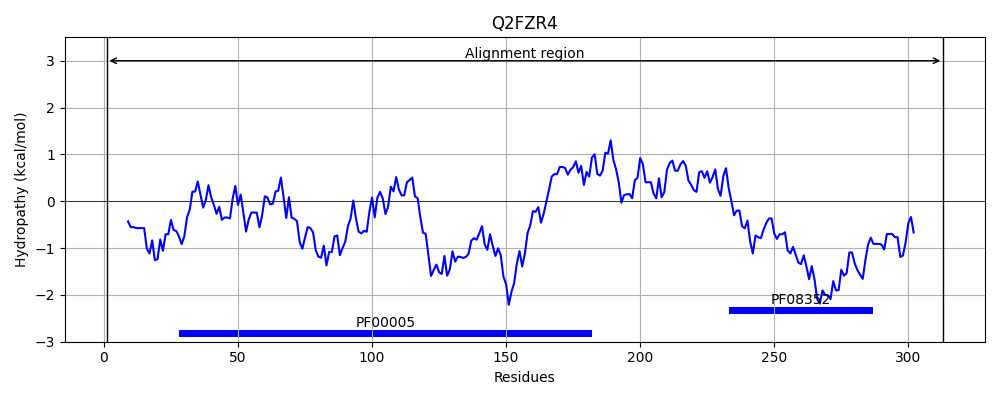 Q2FZR4
Alignment region
3
2
1
0
−1
−2
−3
Hydropathy (kcal/mol)
PF08352
PF00005
0 50 100 150 200 250 300
Residues